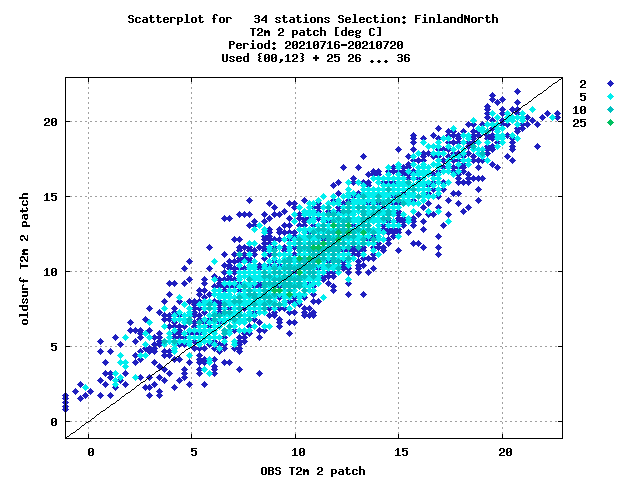 Scatterplot for   34 stations Selection: FinlandNorth
T2m 2 patch [deg C]
Period: 20210716-20210720
Used {00,12} + 25 26 ... 36
2
5
10
25
20
15
10
5
0
oldsurf T2m 2 patch
0 5 10 15 20
OBS T2m 2 patch